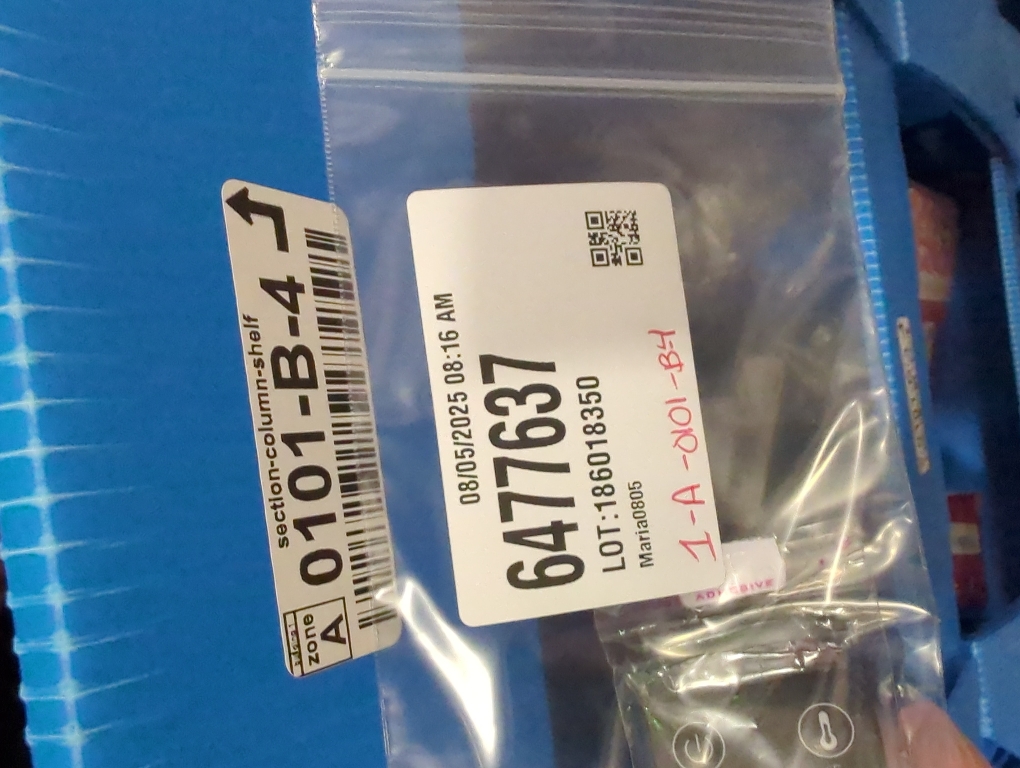 section-column-shelf
zone
A
0101-B-4
08/05/2025 08:16 AM
6477637
LOT:186018350
Maria0805
1-A-0101-B4
ADHESIVE